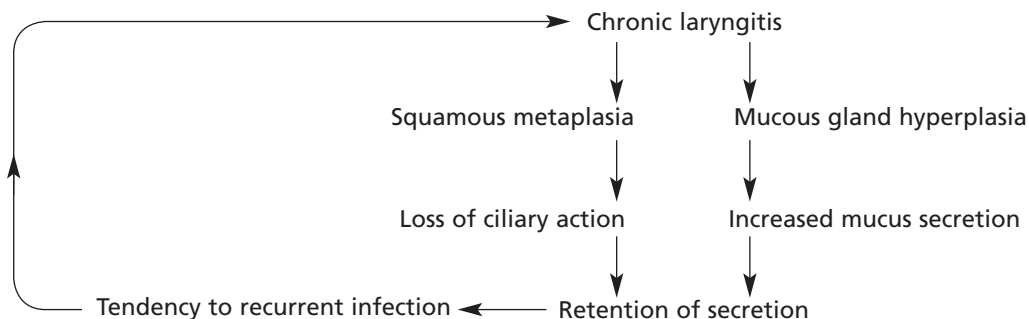 Chronic laryngitis
Squamous metaplasia
Mucous gland hyperplasia
Loss of ciliary action
Increased mucus secretion
Tendency to recurrent infection
Retention of secretion